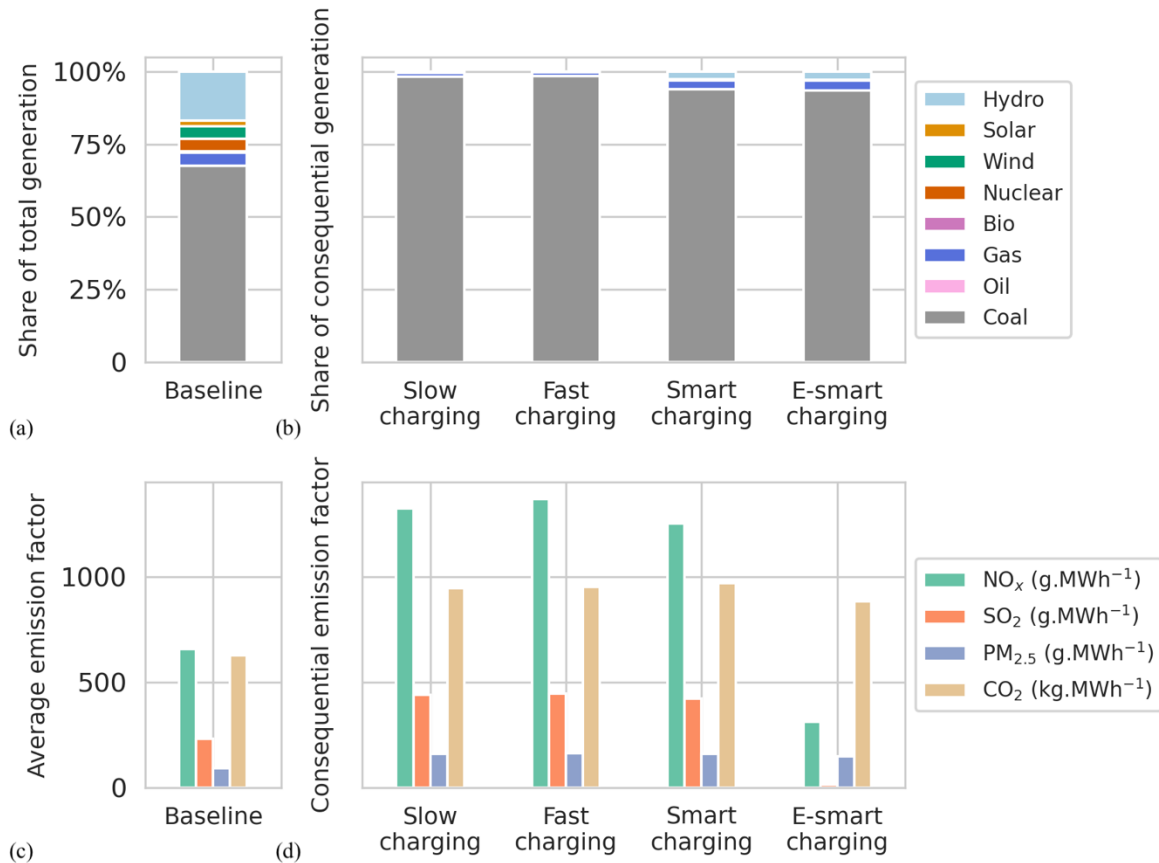 Share of total generation
100%
75%
50%
25%
0
Baseline
(a)
Share of consequential generation
Slow
charging
Fast
charging
Smart
charging
E-smart
charging
(b)
Hydro
Solar
Wind
Nuclear
Bio
Gas
Oil
Coal
Average emission factor
1000
500
0
Baseline
(c)
Consequential emission factor
Slow
charging
Fast
charging
Smart
charging
E-smart
charging
(d)
NOₓ (g.MWh⁻¹)
SO₂ (g.MWh⁻¹)
PM₂.₅ (g.MWh⁻¹)
CO₂ (kg.MWh⁻¹)